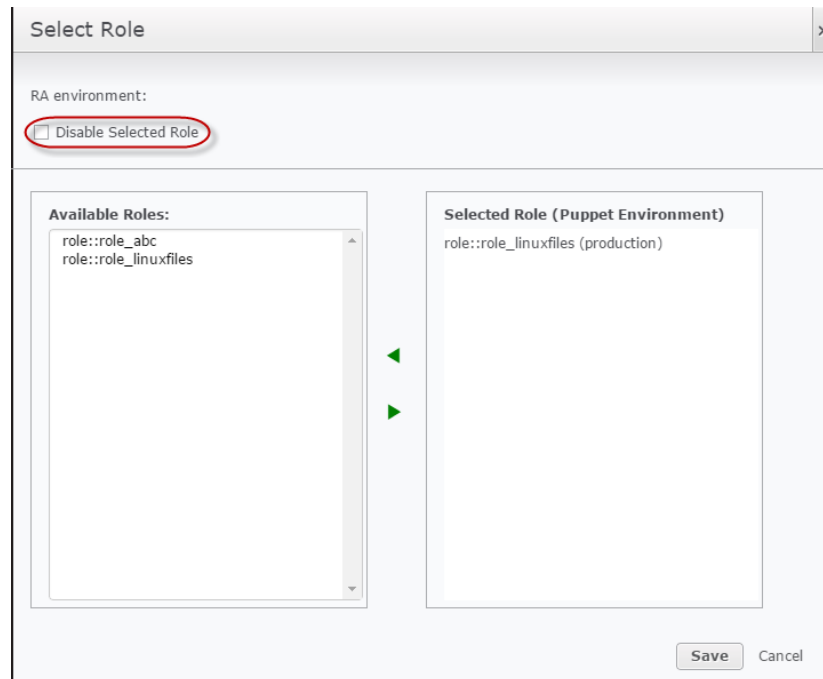 Select Role
RA environment:
Disable Selected Role
Available Roles:
role::role_abc
role::role_linuxfiles
Selected Role (Puppet Environment)
role::role_linuxfiles (production)
Save Cancel